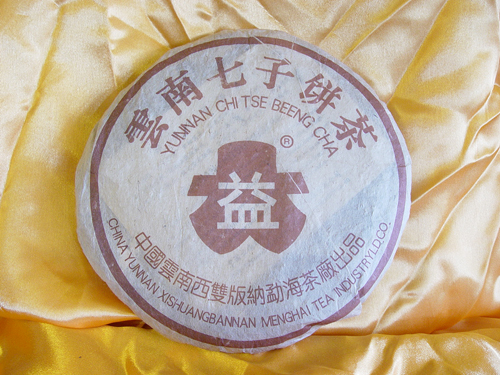 雲南七子餅茶
YUNNAN CHI TSE BEENG CHA
®
益
中國雲南西雙版納勐海茶廠出品
CHINA YUNNAN XISHUANGBANNAN MENGHAI TEA INDUSTRY LD.CO.